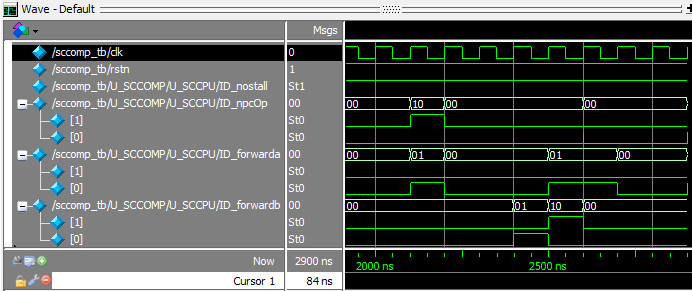 Wave - Default
Msgs
/sccomp_tb/clk 0
/sccomp_tb/rstn 1
/sccomp_tb/U_SCCOMP/U_SCCPU/ID_nostall St1
/sccomp_tb/U_SCCOMP/U_SCCPU/ID_npcOp 00 00 10 00 00
[1] St0
[0] St0
/sccomp_tb/U_SCCOMP/U_SCCPU/ID_forwarda 00 00 01 00 01 00
[1] St0
[0] St0
/sccomp_tb/U_SCCOMP/U_SCCPU/ID_forwardb 00 00 01 10 00
[1] St0
[0] St0
Now 2900 ns 2000 ns 2500 ns
Cursor 1 84 ns